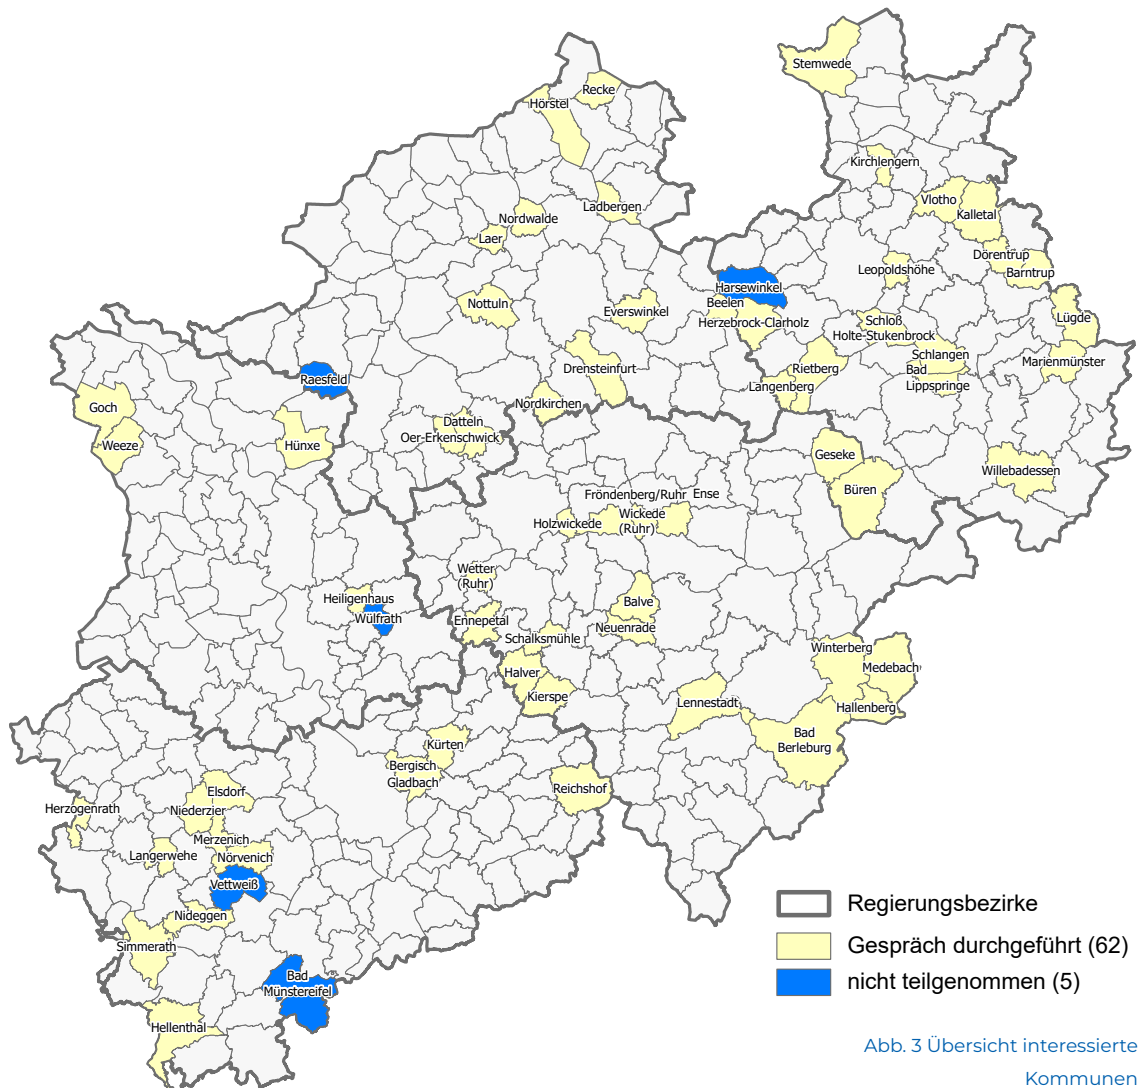 Stemwede
Recke
Hörstel
Kirchlengern
Ladbergen
Vlotho
Nordwalde
Kalletal
Laer
Dörentrup
Leopoldshöhe
Barntrup
Harsewinkel
Nottuln
Beelen
Everswinkel
Herzebrock-Clarholz
Schloß
Holte-Stukenbrock
Lügde
Schlangen
Marienmünster
Rietberg
Bad
Lippspringe
Drensteinfurt
Langenberg
Raesfeld
Goch
Nordkirchen
Datteln
Oer-Erkenschwick
Weeze
Hünxe
Geseke
Willebadessen
Büren
Fröndenberg/Ruhr
Ense
Holzwickede
Wickede
(Ruhr)
Wetter
(Ruhr)
Heiligenhaus
Wülfrath
Balve
Ennepetal
Neuenrade
Schalksmühle
Winterberg
Medebach
Halver
Kierspe
Lennestadt
Hallenberg
Bad
Berleburg
Kürten
Bergisch
Gladbach
Reichshof
Elsdorf
Herzogenrath
Niederzier
Merzenich
Langerwehe
Nörvenich
Vettweiß
Nideggen
Simmerath
Bad
Münstereifel
Hellenthal
Regierungsbezirke
Gespräch durchgeführt (62)
nicht teilgenommen (5)
Abb. 3 Übersicht interessierte
Kommunen